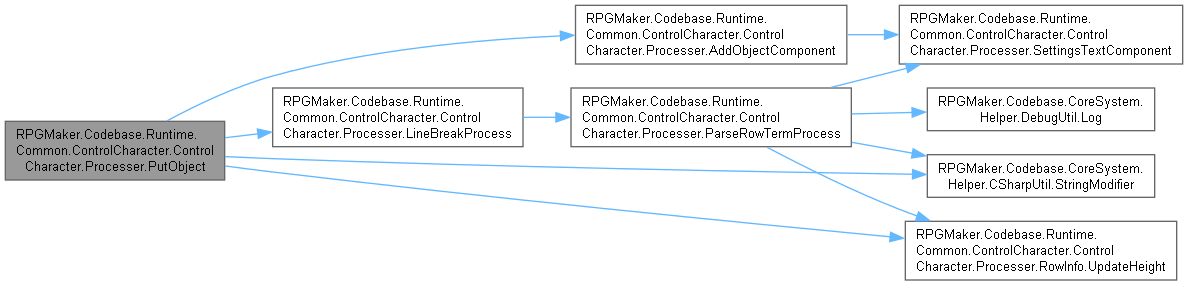 RPGMaker.Codebase.Runtime.
Common.ControlCharacter.Control
Character.Processer.PutObject
RPGMaker.Codebase.Runtime.
Common.ControlCharacter.Control
Character.Processer.AddObjectComponent
RPGMaker.Codebase.Runtime.
Common.ControlCharacter.Control
Character.Processer.SettingsTextComponent
RPGMaker.Codebase.Runtime.
Common.ControlCharacter.Control
Character.Processer.LineBreakProcess
RPGMaker.Codebase.Runtime.
Common.ControlCharacter.Control
Character.Processer.ParseRowTermProcess
RPGMaker.Codebase.CoreSystem.
Helper.DebugUtil.Log
RPGMaker.Codebase.CoreSystem.
Helper.CSharpUtil.StringModifier
RPGMaker.Codebase.Runtime.
Common.ControlCharacter.Control
Character.Processer.RowInfo.UpdateHeight